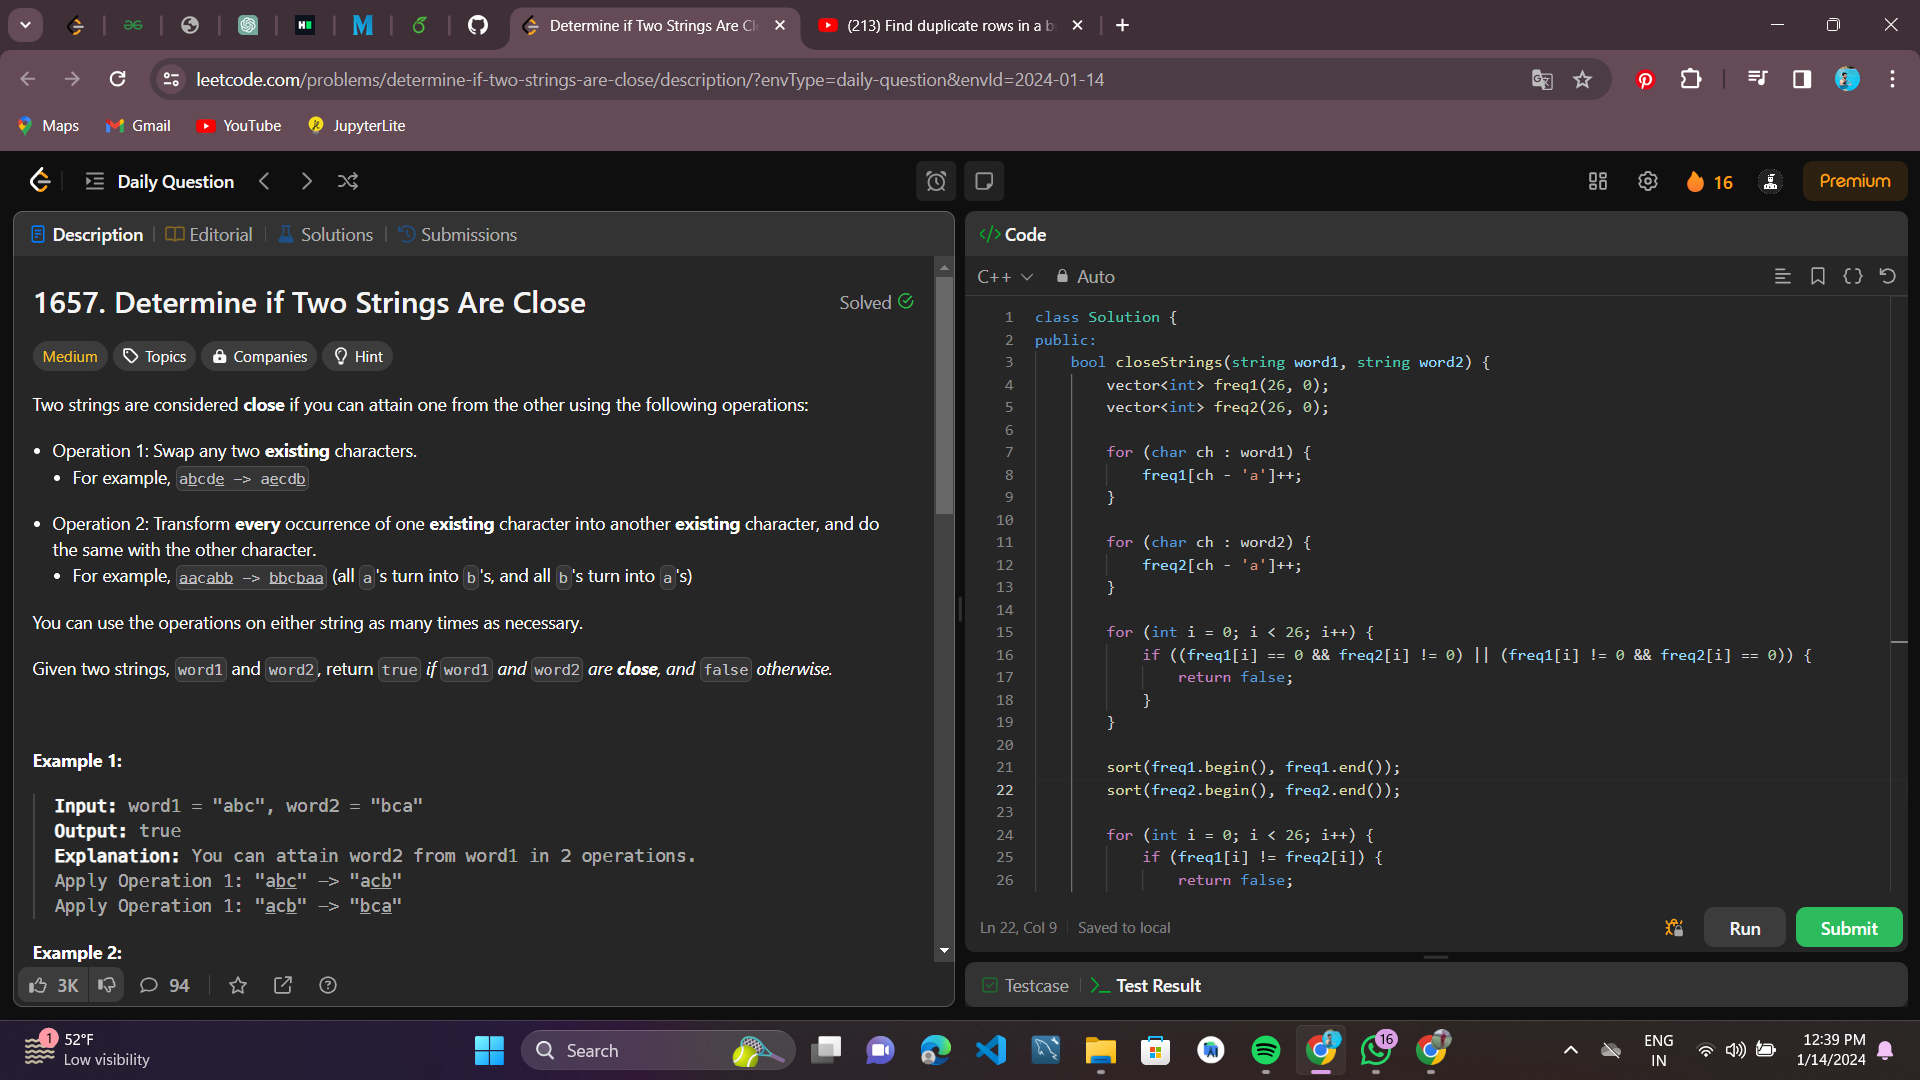 Determine if Two Strings Are Cl
(213) Find duplicate rows in a b
leetcode.com/problems/determine-if-two-strings-are-close/description/?envType=daily-question&envId=2024-01-14
Maps
Gmail
YouTube
JupyterLite
Daily Question
16
Premium
Description
Editorial
Solutions
Submissions
1657. Determine if Two Strings Are Close
Solved
Medium
Topics
Companies
Hint
Two strings are considered close if you can attain one from the other using the following operations:
• Operation 1: Swap any two existing characters.
• For example, abcde -> aecdb
• Operation 2: Transform every occurrence of one existing character into another existing character, and do
the same with the other character.
• For example, aacabb -> bbcbaa (all a's turn into b's, and all b's turn into a's)
You can use the operations on either string as many times as necessary.
Given two strings, word1 and word2, return true if word1 and word2 are close, and false otherwise.
Example 1:
Input: word1 = "abc", word2 = "bca"
Output: true
Explanation: You can attain word2 from word1 in 2 operations.
Apply Operation 1: "abc" -> "acb"
Apply Operation 1: "acb" -> "bca"
Example 2:
3K
94
</> Code
C++
Auto
1 class Solution {
2 public:
3 bool closeStrings(string word1, string word2) {
4 vector<int> freq1(26, 0);
5 vector<int> freq2(26, 0);
6
7 for (char ch : word1) {
8 freq1[ch - 'a']++;
9 }
10
11 for (char ch : word2) {
12 freq2[ch - 'a']++;
13 }
14
15 for (int i = 0; i < 26; i++) {
16 if ((freq1[i] == 0 && freq2[i] != 0) || (freq1[i] != 0 && freq2[i] == 0)) {
17 return false;
18 }
19 }
20
21 sort(freq1.begin(), freq1.end());
22 sort(freq2.begin(), freq2.end());
23
24 for (int i = 0; i < 26; i++) {
25 if (freq1[i] != freq2[i]) {
26 return false;
Ln 22, Col 9
Saved to local
Run
Submit
Testcase
Test Result
1
52°F
Low visibility
Search
16
ENG
IN
12:39 PM
1/14/2024